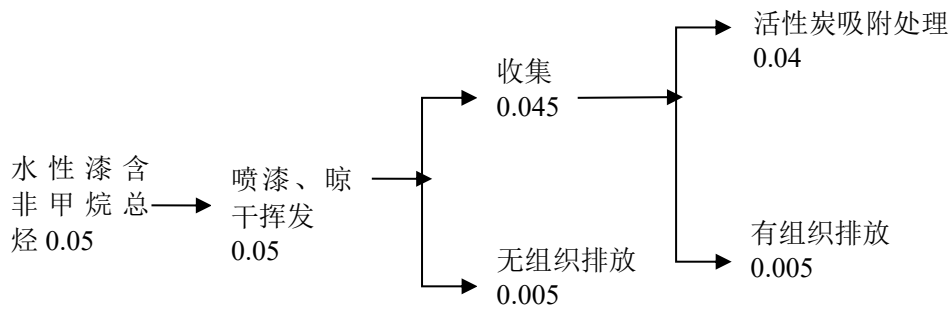 水性漆含
非甲烷总
烃 0.05
喷漆、晾
干挥发
0.05
收集
0.045
无组织排放
0.005
活性炭吸附处理
0.04
有组织排放
0.005